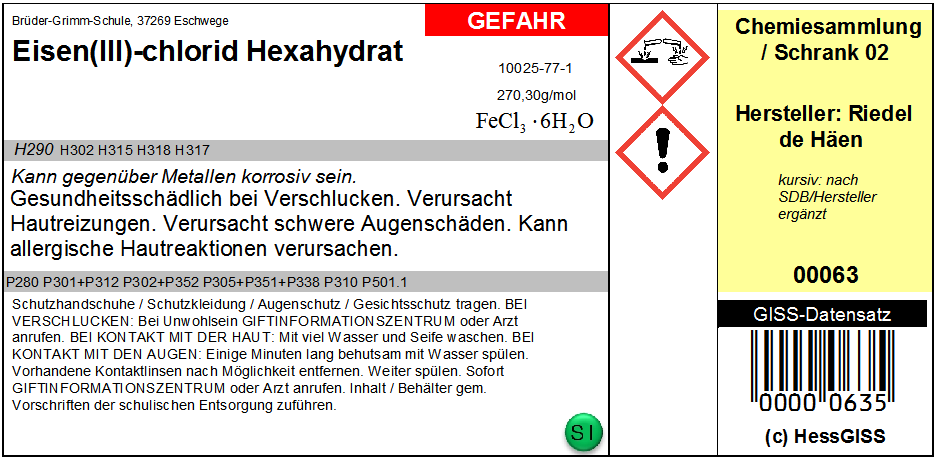 Brüder-Grimm-Schule, 37269 Eschwege
GEFAHR
Eisen(III)-chlorid Hexahydrat
10025-77-1
270,30g/mol
FeCl3 · 6H2O
H290 H302 H315 H318 H317
Kann gegenüber Metallen korrosiv sein.
Gesundheitsschädlich bei Verschlucken. Verursacht
Hautreizungen. Verursacht schwere Augenschäden. Kann
allergische Hautreaktionen verursachen.
P280 P301+P312 P302+P352 P305+P351+P338 P310 P501.1
Schutzhandschuhe / Schutzkleidung / Augenschutz / Gesichtsschutz tragen. BEI
VERSCHLUCKEN: Bei Unwohlsein GIFTINFORMATIONSZENTRUM oder Arzt
anrufen. BEI KONTAKT MIT DER HAUT: Mit viel Wasser und Seife waschen. BEI
KONTAKT MIT DEN AUGEN: Einige Minuten lang behutsam mit Wasser spülen.
Vorhandene Kontaktlinsen nach Möglichkeit entfernen. Weiter spülen. Sofort
GIFTINFORMATIONSZENTRUM oder Arzt anrufen. Inhalt / Behälter gem.
Vorschriften der schulischen Entsorgung zuführen.
SI
Chemiesammlung
/ Schrank 02
Hersteller: Riedel
de Häen
kursiv: nach
SDB/Hersteller
ergänzt
00063
GISS-Datensatz
0000 0635
(c) HessGISS